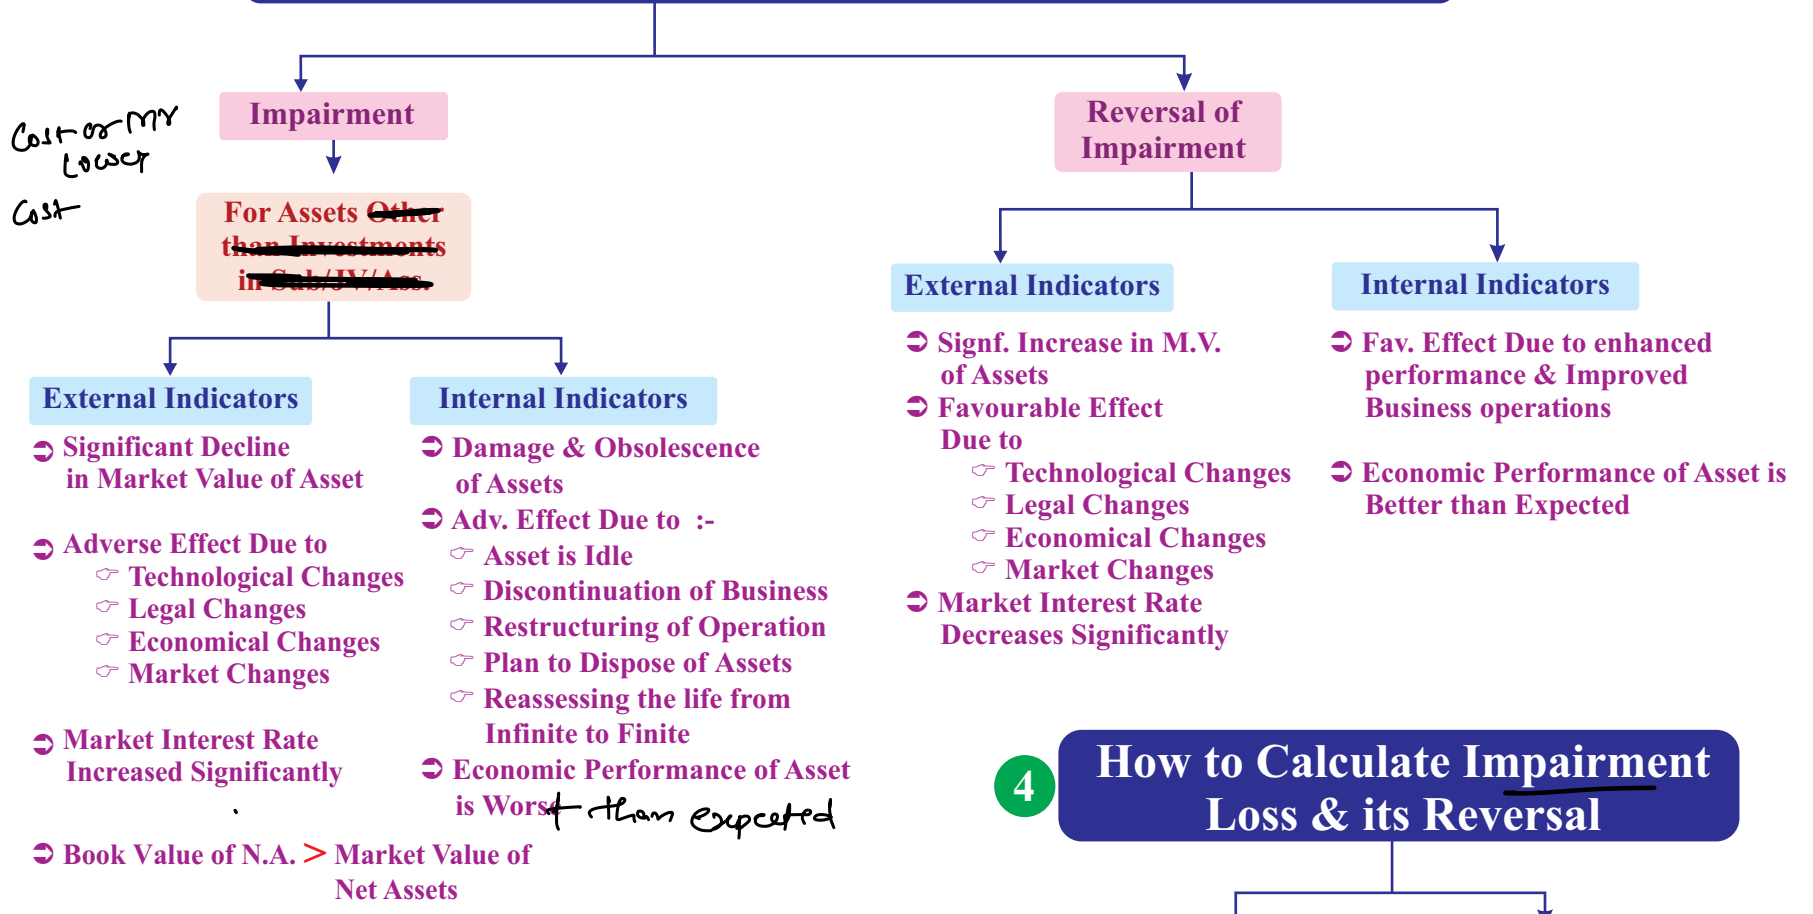 Impairment
Cost or MV
Lower
Cost
For Assets Other
than Investments
in Sub/JV/Ass.
External Indicators
Significant Decline
in Market Value of Asset
Adverse Effect Due to
Technological Changes
Legal Changes
Economical Changes
Market Changes
Market Interest Rate
Increased Significantly
Book Value of N.A. > Market Value of
Net Assets
Internal Indicators
Damage & Obsolescence
of Assets
Adv. Effect Due to :-
Asset is Idle
Discontinuation of Business
Restructuring of Operation
Plan to Dispose of Assets
Reassessing the life from
Infinite to Finite
Economic Performance of Asset
is Worst than expected
Reversal of
Impairment
External Indicators
Signf. Increase in M.V.
of Assets
Favourable Effect
Due to
Technological Changes
Legal Changes
Economical Changes
Market Changes
Market Interest Rate
Decreases Significantly
Internal Indicators
Fav. Effect Due to enhanced
performance & Improved
Business operations
Economic Performance of Asset is
Better than Expected
4
How to Calculate Impairment
Loss & its Reversal